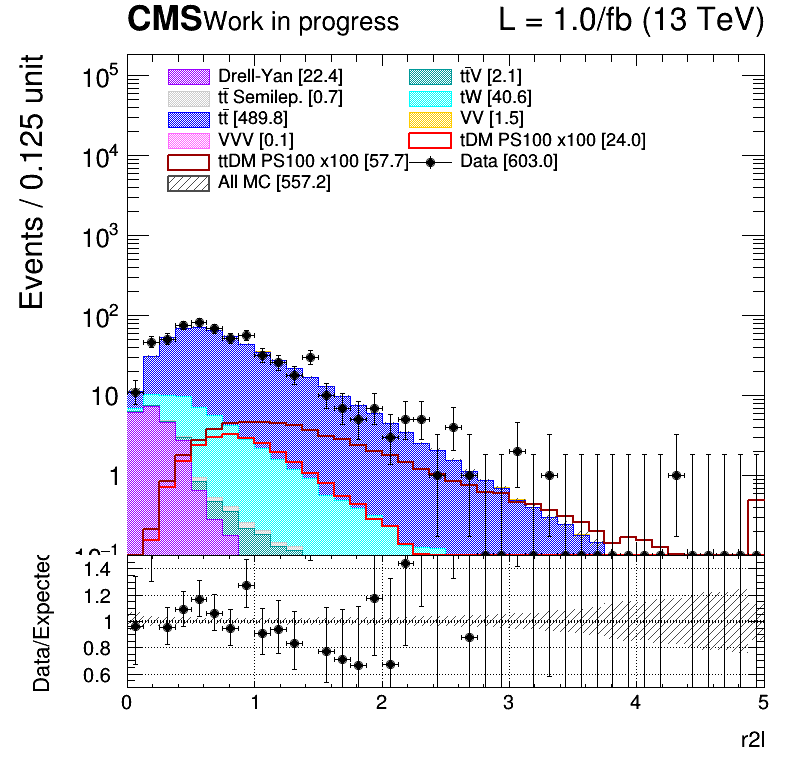 CMS Work in progress L = 1.0/fb (13 TeV)
Events / 0.125 unit
10⁵
10⁴
10³
10²
10
1
10⁻¹
Drell-Yan [22.4] tt̄V [2.1]
tt̄ Semilep. [0.7] tW [40.6]
tt̄ [489.8] VV [1.5]
VVV [0.1] tDM PS100 x100 [24.0]
ttDM PS100 x100 [57.7] Data [603.0]
All MC [557.2]
Data/Expected
1.4
1.2
1
0.8
0.6
0 1 2 3 4 5
r2l